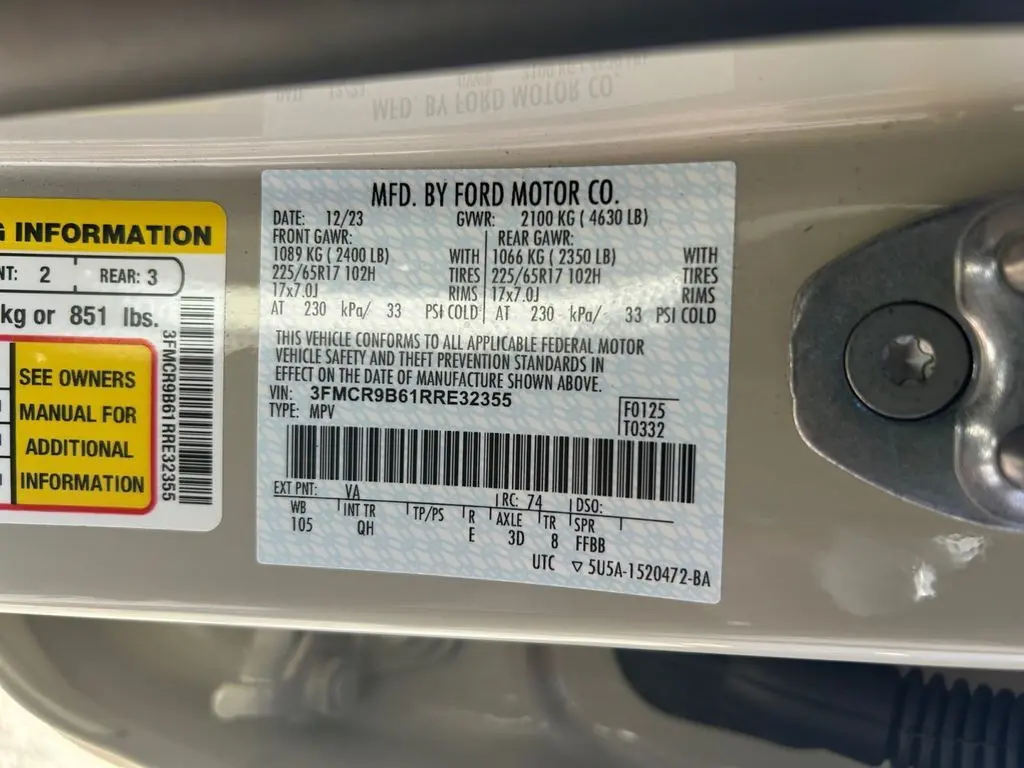 MFD. BY FORD MOTOR CO.
G INFORMATION
NT: 2 REAR: 3
kg or 851 lbs.
SEE OWNERS
MANUAL FOR
ADDITIONAL
INFORMATION
3FMCR9B61RRE32355
MFD. BY FORD MOTOR CO.
DATE: 12/23 GVWR: 2100 KG ( 4630 LB)
FRONT GAWR: REAR GAWR:
1089 KG ( 2400 LB) WITH 1066 KG ( 2350 LB) WITH
225/65R17 102H TIRES 225/65R17 102H TIRES
17x7.0J RIMS 17x7.0J RIMS
AT 230 kPa/ 33 PSI COLD AT 230 kPa/ 33 PSI COLD
THIS VEHICLE CONFORMS TO ALL APPLICABLE FEDERAL MOTOR
VEHICLE SAFETY AND THEFT PREVENTION STANDARDS IN
EFFECT ON THE DATE OF MANUFACTURE SHOWN ABOVE.
VIN: 3FMCR9B61RRE32355
TYPE: MPV
F0125
T0332
EXT PNT: VA RC: 74 DSO:
WB INT TR TP/PS R AXLE TR SPR
105 QH E 3D 8 FFBB
UTC ▽ 5U5A-1520472-BA